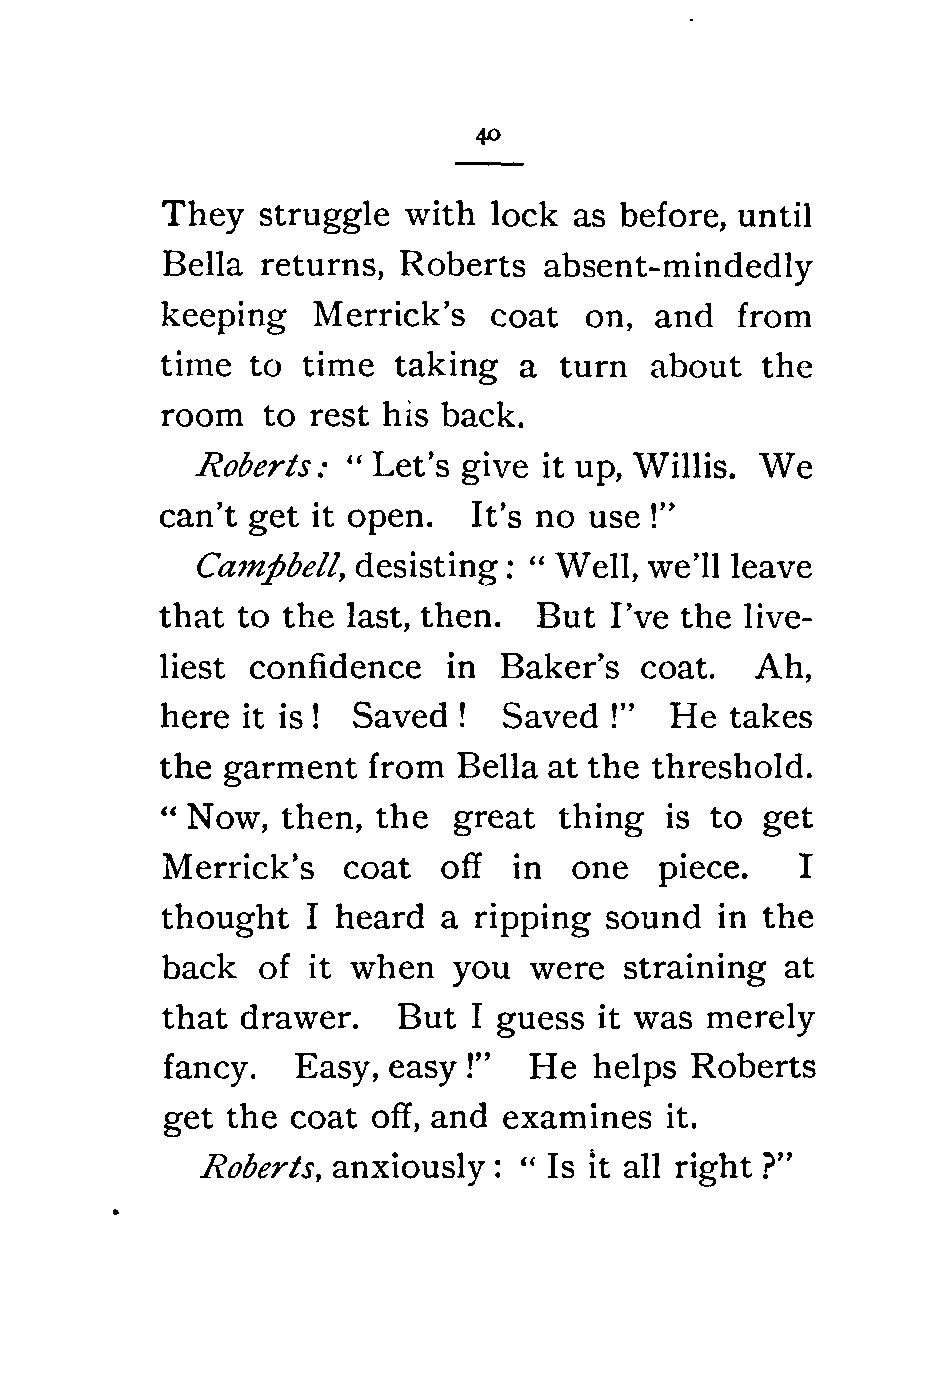 40
They struggle with lock as before, until
Bella returns, Roberts absent-mindedly
keeping Merrick's coat on, and from
time to time taking a turn about the
room to rest his back.
Roberts: "Let's give it up, Willis. We
can't get it open. It's no use!"
Campbell, desisting: "Well, we'll leave
that to the last, then. But I've the live-
liest confidence in Baker's coat. Ah,
here it is! Saved! Saved!" He takes
the garment from Bella at the threshold.
"Now, then, the great thing is to get
Merrick's coat off in one piece. I
thought I heard a ripping sound in the
back of it when you were straining at
that drawer. But I guess it was merely
fancy. Easy, easy!" He helps Roberts
get the coat off, and examines it.
Roberts, anxiously: "Is it all right?"